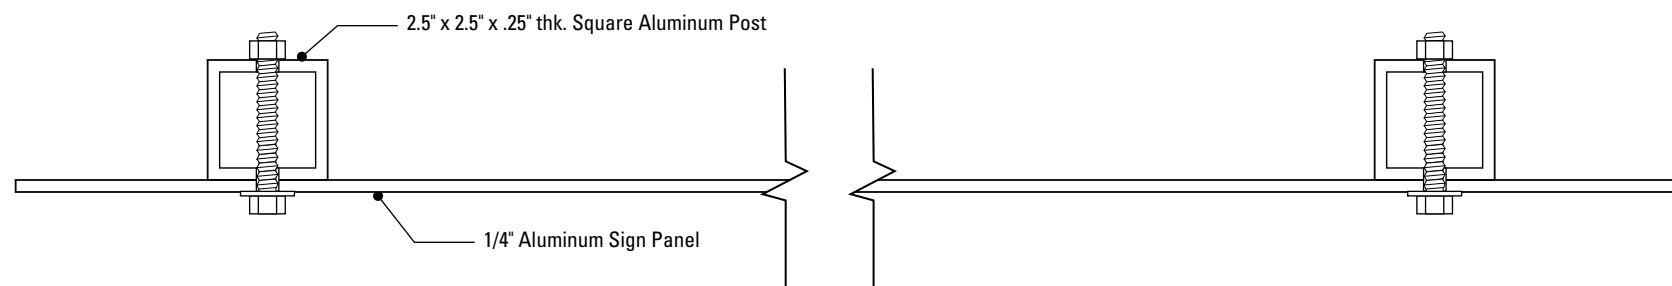 2.5" x 2.5" x .25" thk. Square Aluminum Post
1/4" Aluminum Sign Panel